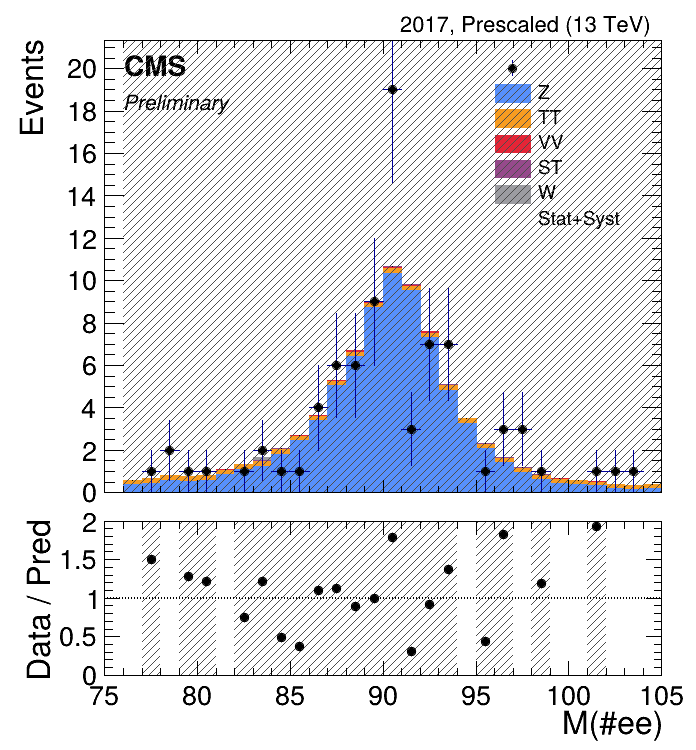 2017, Prescaled (13 TeV)
Events
CMS
Preliminary
Z
TT
VV
ST
W
Stat+Syst
20
18
16
14
12
10
8
6
4
2
0
Data / Pred
2
1.5
1
0.5
0
75 80 85 90 95 100 105
M(#ee)